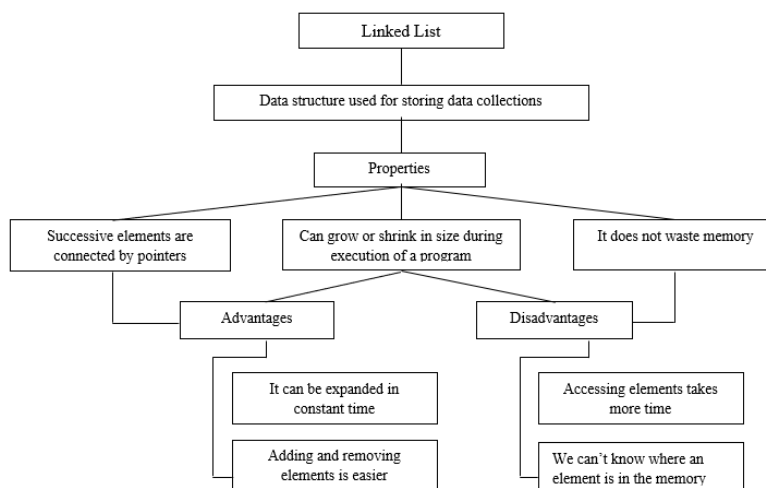 Linked List
Data structure used for storing data collections
Properties
Successive elements are
connected by pointers
Can grow or shrink in size during
execution of a program
It does not waste memory
Advantages
Disadvantages
It can be expanded in
constant time
Accessing elements takes
more time
Adding and removing
elements is easier
We can’t know where an
element is in the memory